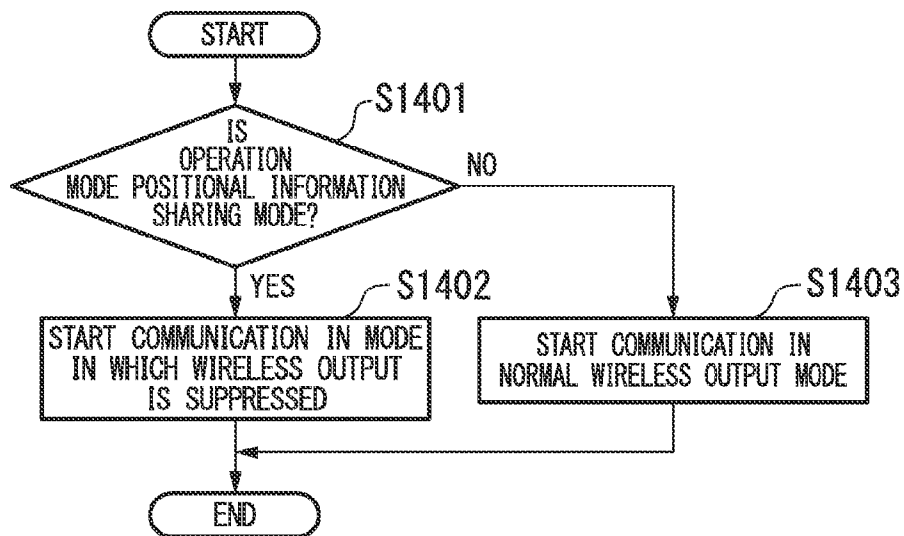 START
S1401
IS
OPERATION
MODE POSITIONAL INFORMATION
SHARING MODE?
NO
YES
S1402
START COMMUNICATION IN MODE
IN WHICH WIRELESS OUTPUT
IS SUPPRESSED
S1403
START COMMUNICATION IN
NORMAL WIRELESS OUTPUT MODE
END